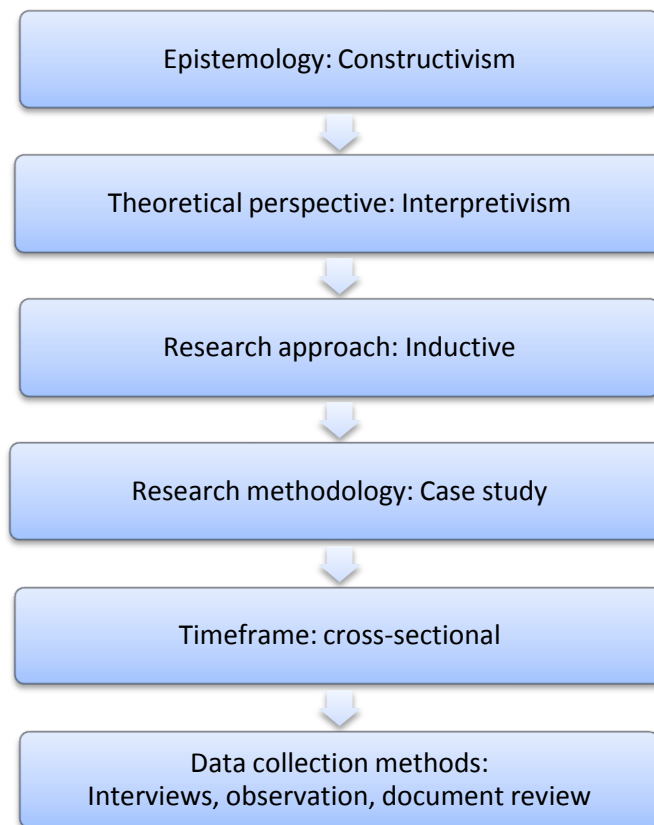 Epistemology: Constructivism
Theoretical perspective: Interpretivism
Research approach: Inductive
Research methodology: Case study
Timeframe: cross-sectional
Data collection methods:
Interviews, observation, document review